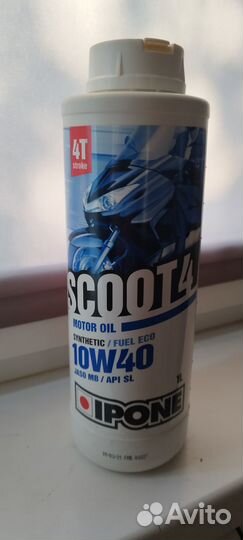 4T
stroke
SCOOT4
MOTOR OIL
SYNTHETIC / FUEL ECO
10W40
JASO MB / API SL
1L
IPONE
Avito